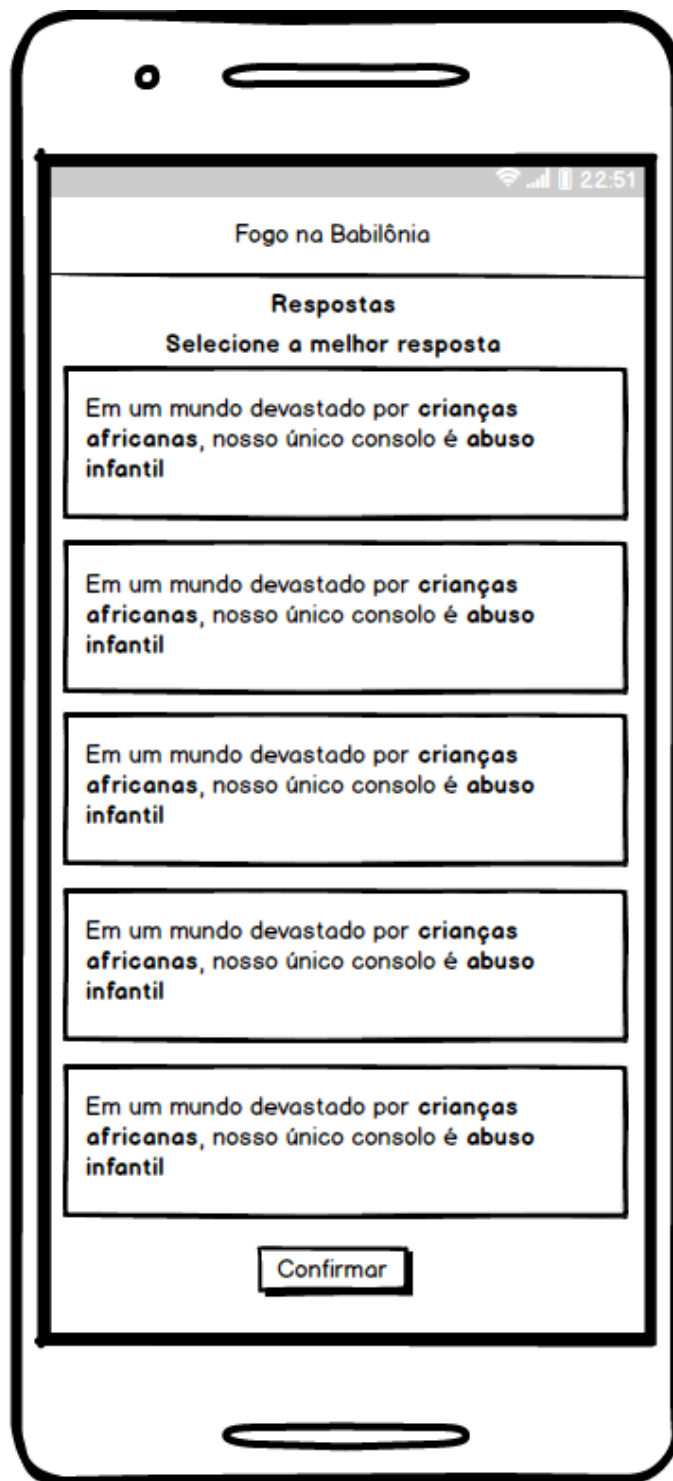 22:51
Fogo na Babilônia
Respostas
Selecione a melhor resposta
Em um mundo devastado por crianças
africanas, nosso único consolo é abuso
infantil
Em um mundo devastado por crianças
africanas, nosso único consolo é abuso
infantil
Em um mundo devastado por crianças
africanas, nosso único consolo é abuso
infantil
Em um mundo devastado por crianças
africanas, nosso único consolo é abuso
infantil
Em um mundo devastado por crianças
africanas, nosso único consolo é abuso
infantil
Confirmar